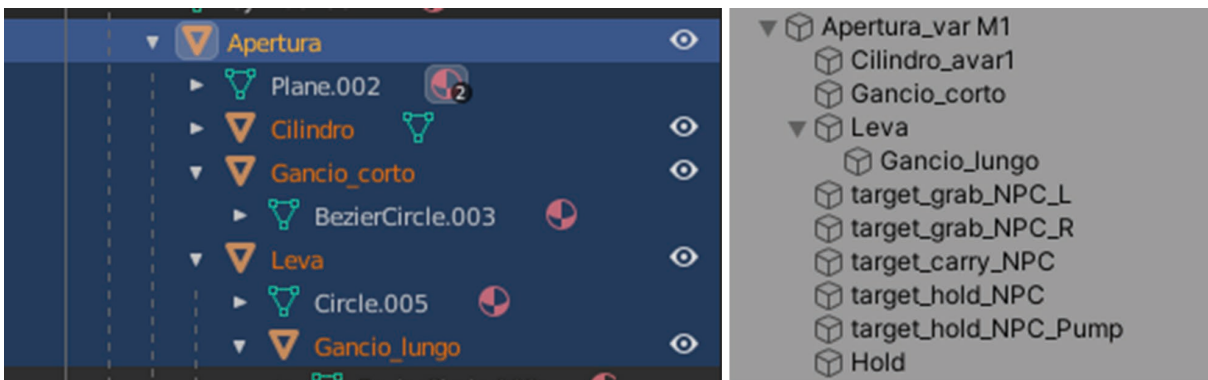 Apertura
Plane.002
2
Cilindro
Gancio_corto
BezierCircle.003
Leva
Circle.005
Gancio_lungo
Apertura_var M1
Cilindro_avar1
Gancio_corto
Leva
Gancio_lungo
target_grab_NPC_L
target_grab_NPC_R
target_carry_NPC
target_hold_NPC
target_hold_NPC_Pump
Hold